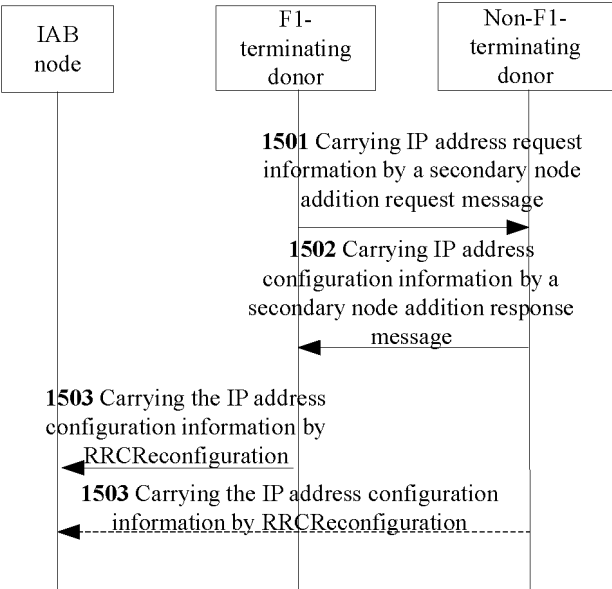 IAB
node
F1-
terminating
donor
Non-F1-
terminating
donor
1501 Carrying IP address request
information by a secondary node
addition request message
1502 Carrying IP address
configuration information by a
secondary node addition response
message
1503 Carrying the IP address
configuration information by
RRCReconfiguration
1503 Carrying the IP address configuration
information by RRCReconfiguration